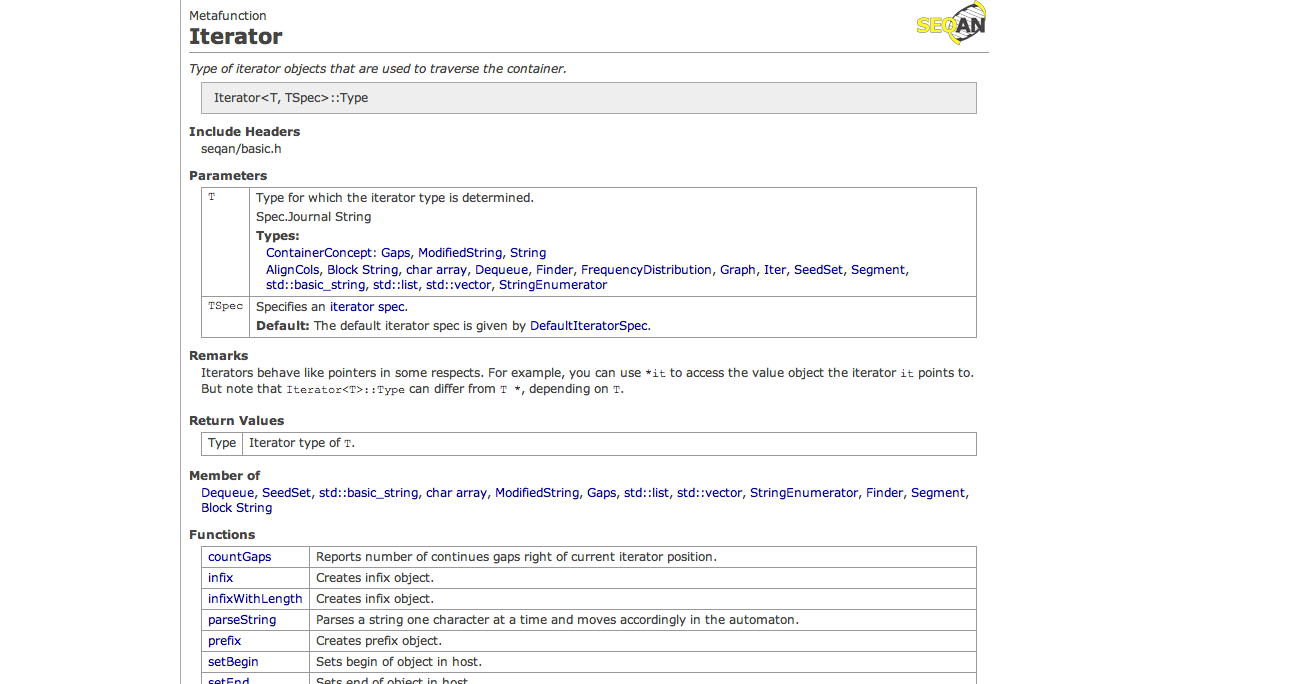 Metafunction
SEQAN
Iterator
Type of iterator objects that are used to traverse the container.
Iterator<T, TSpec>::Type
Include Headers
seqan/basic.h
Parameters
T Type for which the iterator type is determined.
Spec.Journal String
Types:
ContainerConcept: Gaps, ModifiedString, String
AlignCols, Block String, char array, Dequeue, Finder, FrequencyDistribution, Graph, Iter, SeedSet, Segment,
std::basic_string, std::list, std::vector, StringEnumerator
TSpec Specifies an iterator spec.
Default: The default iterator spec is given by DefaultIteratorSpec.
Remarks
Iterators behave like pointers in some respects. For example, you can use *it to access the value object the iterator it points to.
But note that Iterator<T>::Type can differ from T *, depending on T.
Return Values
Type Iterator type of T.
Member of
Dequeue, SeedSet, std::basic_string, char array, ModifiedString, Gaps, std::list, std::vector, StringEnumerator, Finder, Segment,
Block String
Functions
countGaps Reports number of continues gaps right of current iterator position.
infix Creates infix object.
infixWithLength Creates infix object.
parseString Parses a string one character at a time and moves accordingly in the automaton.
prefix Creates prefix object.
setBegin Sets begin of object in host.
setEnd Sets end of object in host.